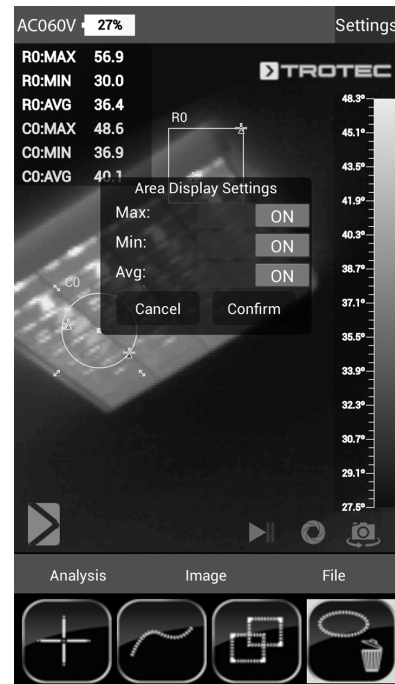 AC060V 27% Settings
R0:MAX 56.9
R0:MIN 30.0
R0:AVG 36.4
C0:MAX 48.6
C0:MIN 36.9
C0:AVG 40.1
TROTEC
R0
48.3°
45.1°
43.5°
41.9°
40.3°
38.7°
37.1°
35.5°
33.9°
32.3°
30.7°
29.1°
27.5°
Area Display Settings
Max: ON
Min: ON
Avg: ON
Cancel Confirm
C0
Analysis Image File